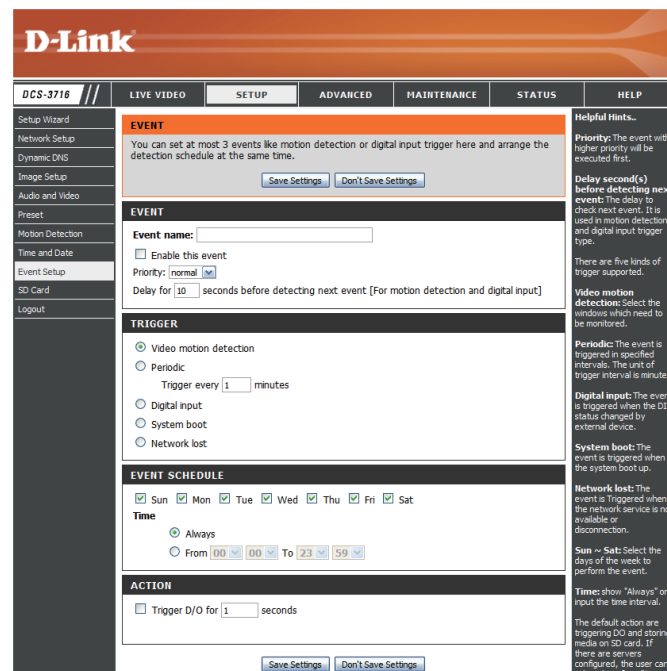 D-Link
DCS-3716 // LIVE VIDEO SETUP ADVANCED MAINTENANCE STATUS HELP
Setup Wizard
Network Setup
Dynamic DNS
Image Setup
Audio and Video
Preset
Motion Detection
Time and Date
Event Setup
SD Card
Logout
EVENT
You can set at most 3 events like motion detection or digital input trigger here and arrange the
detection schedule at the same time.
Save Settings Don't Save Settings
EVENT
Event name:
Enable this event
Priority: normal
Delay for 10 seconds before detecting next event [For motion detection and digital input]
TRIGGER
Video motion detection
Periodic
Trigger every 1 minutes
Digital input
System boot
Network lost
EVENT SCHEDULE
Sun Mon Tue Wed Thu Fri Sat
Time
Always
From 00 00 To 23 59
ACTION
Trigger D/O for 1 seconds
Save Settings Don't Save Settings
Helpful Hints..
Priority: The event with
higher priority will be
executed first.
Delay second(s)
before detecting next
event: The delay to
check next event. It is
used in motion detection
and digital input trigger
type.
There are five kinds of
trigger supported.
Video motion
detection: Select the
windows which need to
be monitored.
Periodic: The event is
triggered in specified
intervals. The unit of
trigger interval is minute
Digital input: The event
is triggered when the DI
status changed by
external device.
System boot: The
event is triggered when
the system boot up.
Network lost: The
event is Triggered when
the network service is no
available or
disconnection.
Sun ~ Sat: Select the
days of the week to
perform the event.
Time: show "Always" or
input the time interval.
The default action are
triggering DO and storing
media on SD card. If
there are servers
configured, the user can